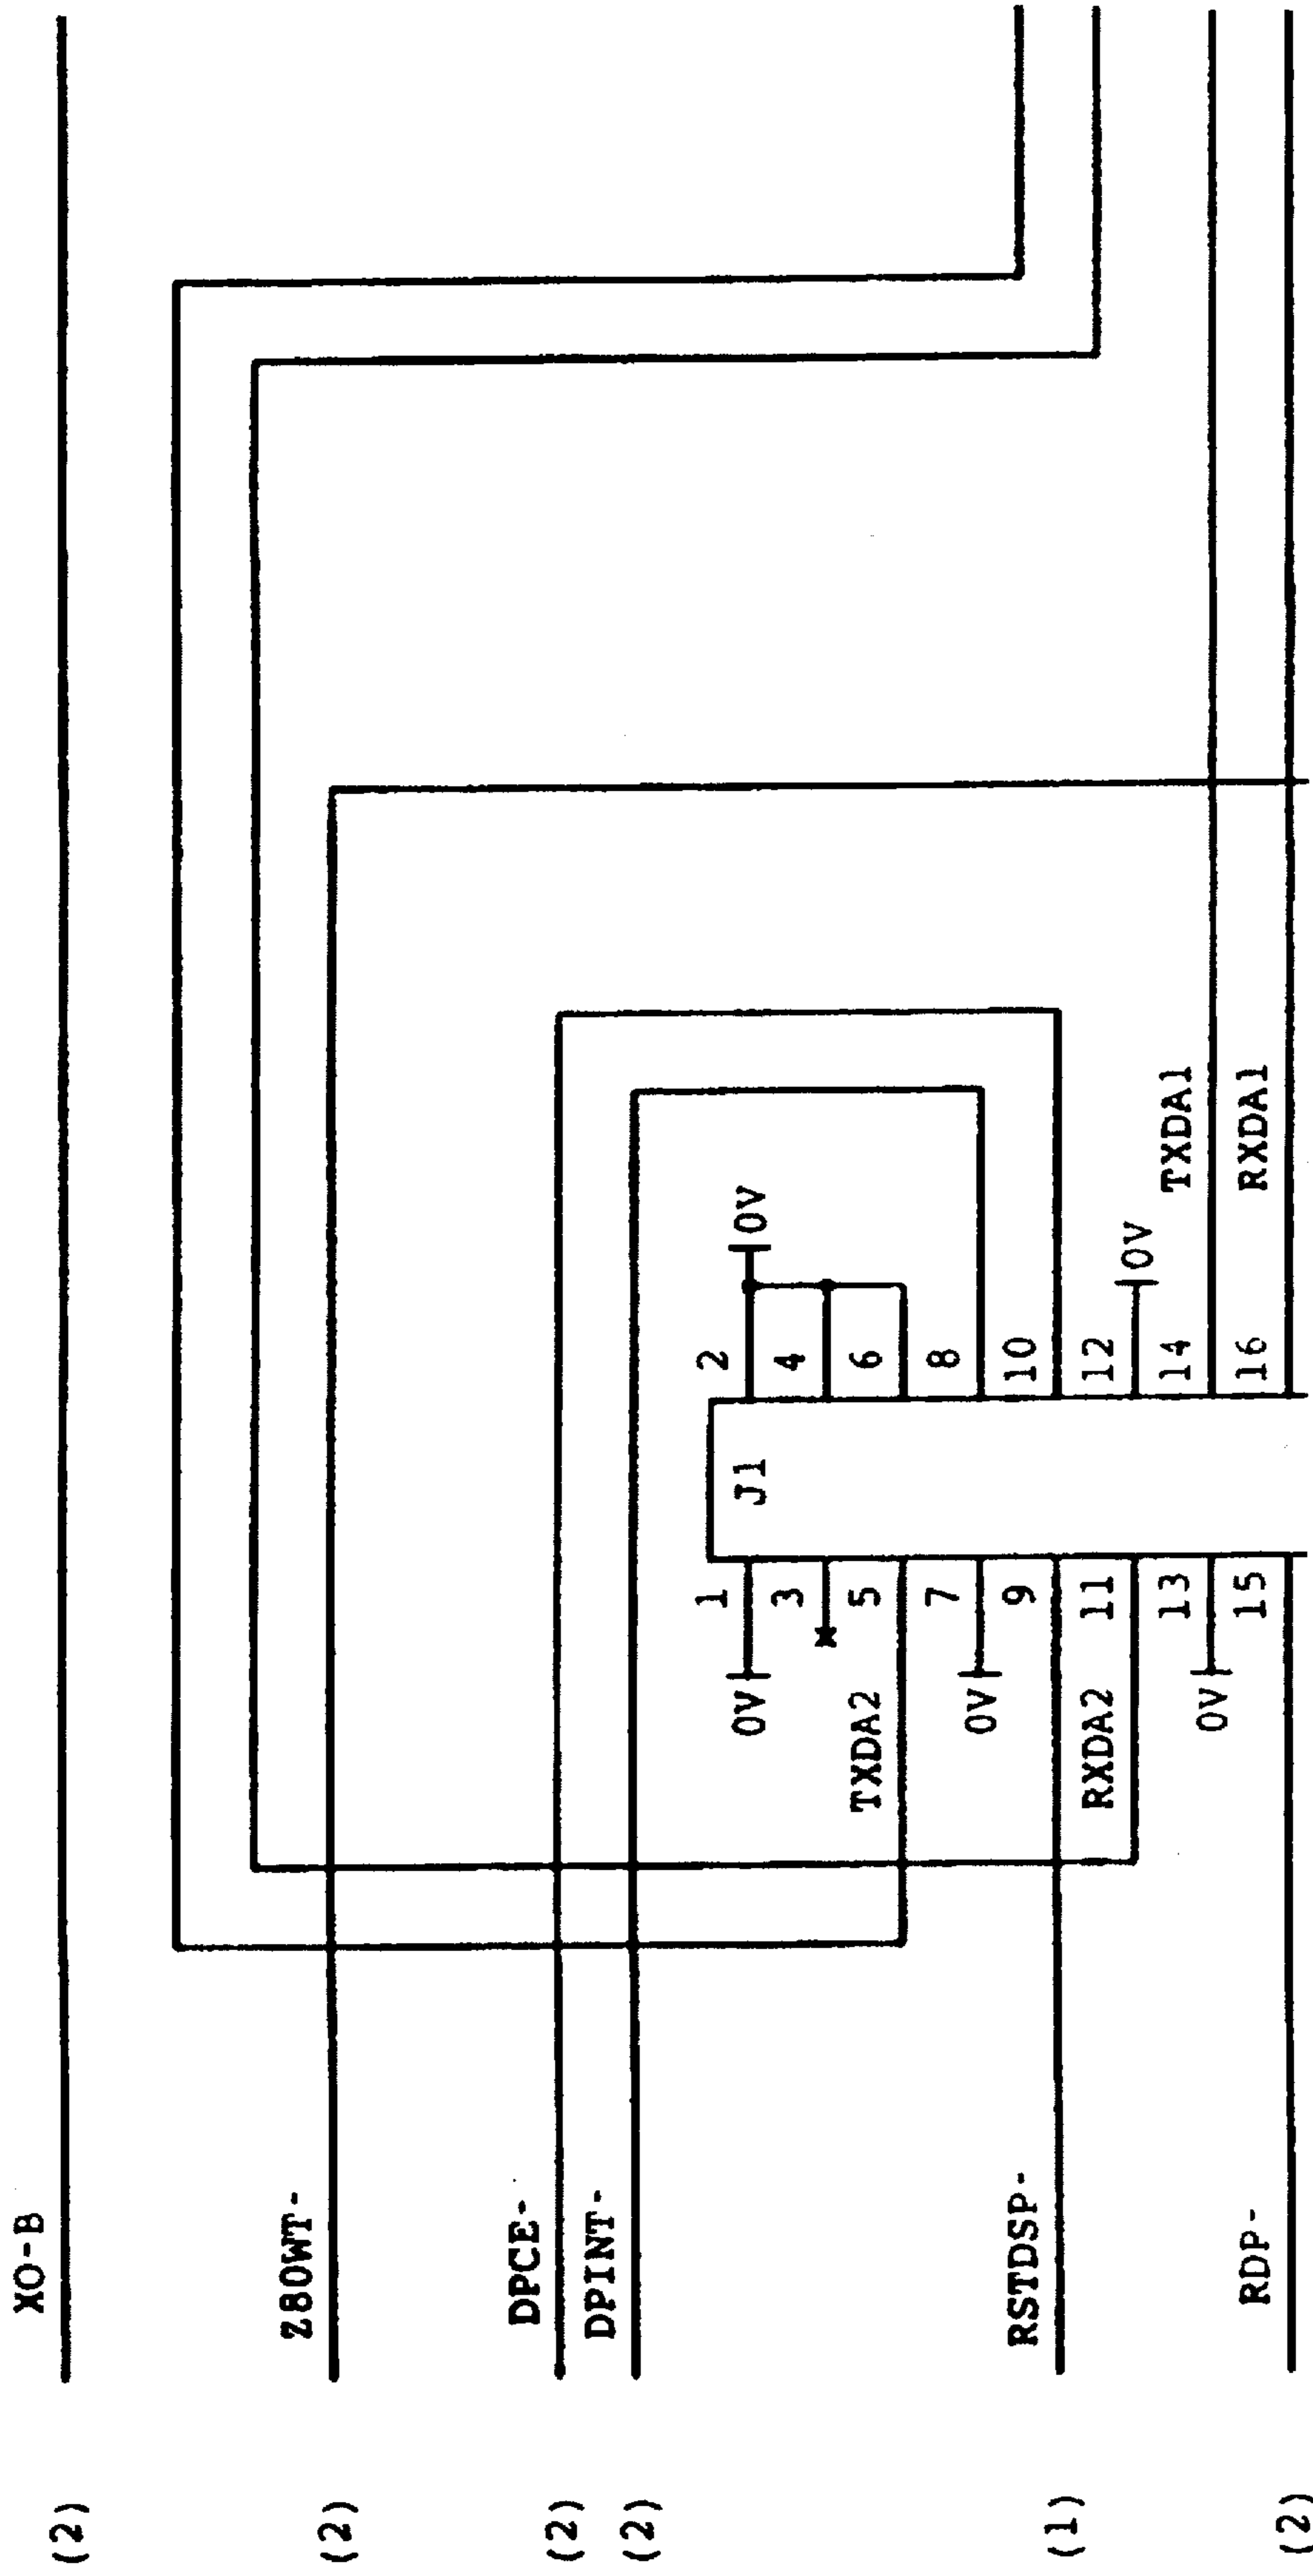 (2) XO-B
(2) Z80WT-
(2) DPCE-
(2) DPINT-
0V 1 J1 2 0V
3 4
TXDA2 5 6
0V 7 8
(1) RSTDSP- 9 10
RXDA2 11 12 0V
0V 13 14 TXDA1
(2) RDP- 15 16 RXDA1